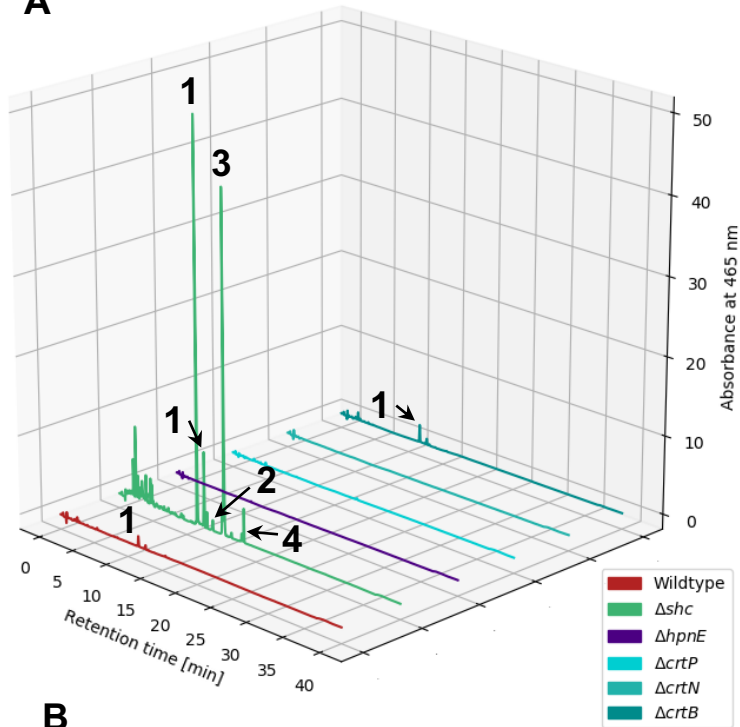 A
1
3
1
2
1
1
4
50
40
30
20
10
0
Absorbance at 465 nm
0
5
10
15
20
25
30
35
40
Retention time [min]
Wildtype
Δshc
ΔhpnE
ΔcrtP
ΔcrtN
ΔcrtB
B